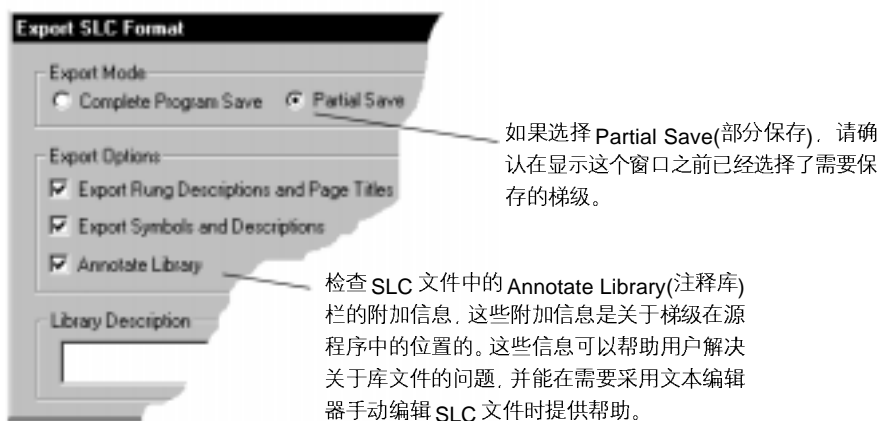 Export SLC Format
Export Mode
Complete Program Save Partial Save
如果选择 Partial Save(部分保存)，请确
认在显示这个窗口之前已经选择了需要保
存的梯级。
Export Options
Export Rung Descriptions and Page Titles
Export Symbols and Descriptions
Annotate Library
检查 SLC 文件中的 Annotate Library(注释库)
栏的附加信息，这些附加信息是关于梯级在源
程序中的位置的。这些信息可以帮助用户解决
关于库文件的问题，并能在需要采用文本编辑
器手动编辑 SLC 文件时提供帮助。
Library Description